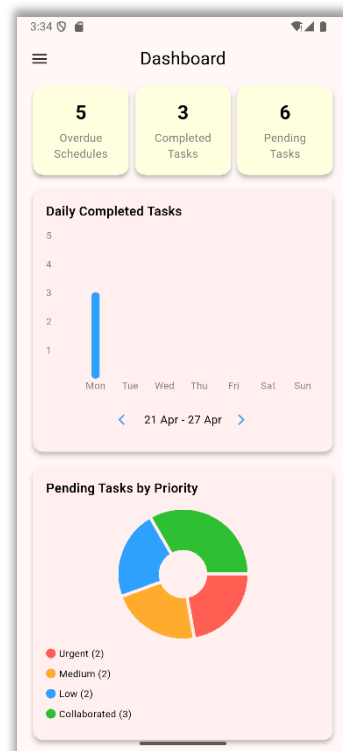 3:34
Dashboard
5
Overdue
Schedules
3
Completed
Tasks
6
Pending
Tasks
Daily Completed Tasks
5
4
3
2
1
Mon Tue Wed Thu Fri Sat Sun
21 Apr - 27 Apr
Pending Tasks by Priority
Urgent (2)
Medium (2)
Low (2)
Collaborated (3)